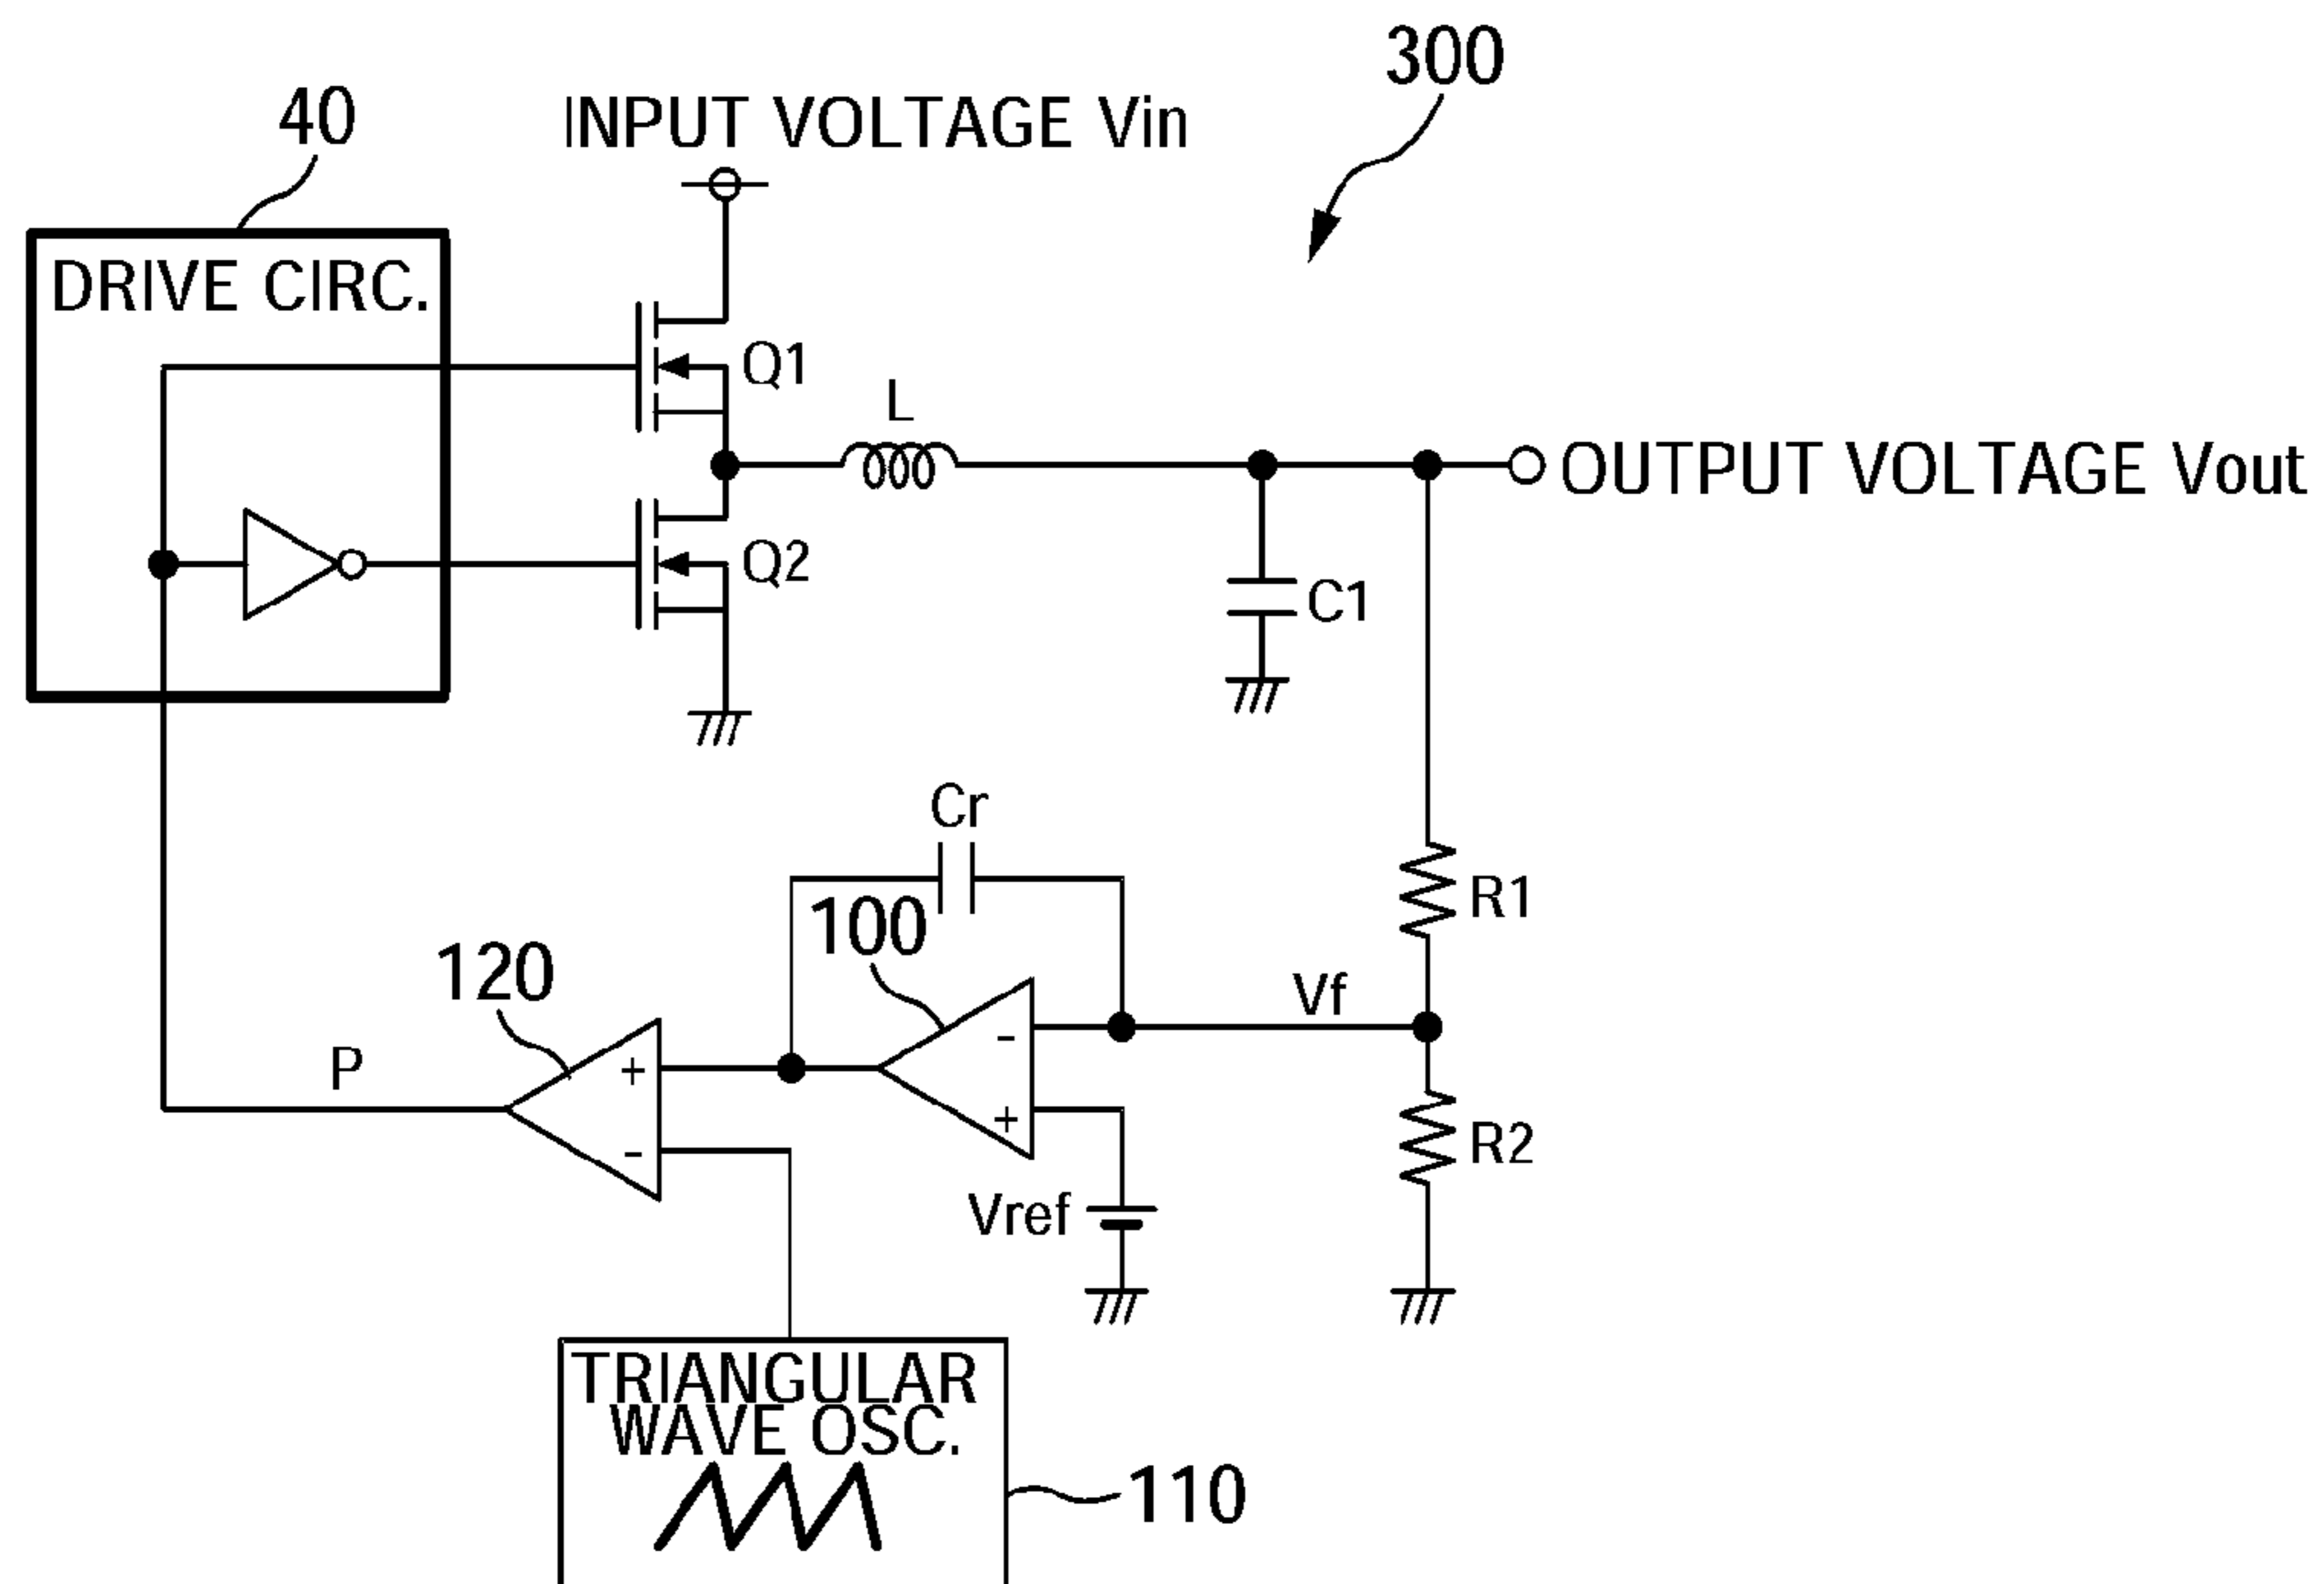 300
40
INPUT VOLTAGE Vin
DRIVE CIRC.
Q1
L
OUTPUT VOLTAGE Vout
Q2
C1
Cr
100
R1
120
Vf
-
P
+
+
-
R2
Vref
TRIANGULAR
WAVE OSC.
110